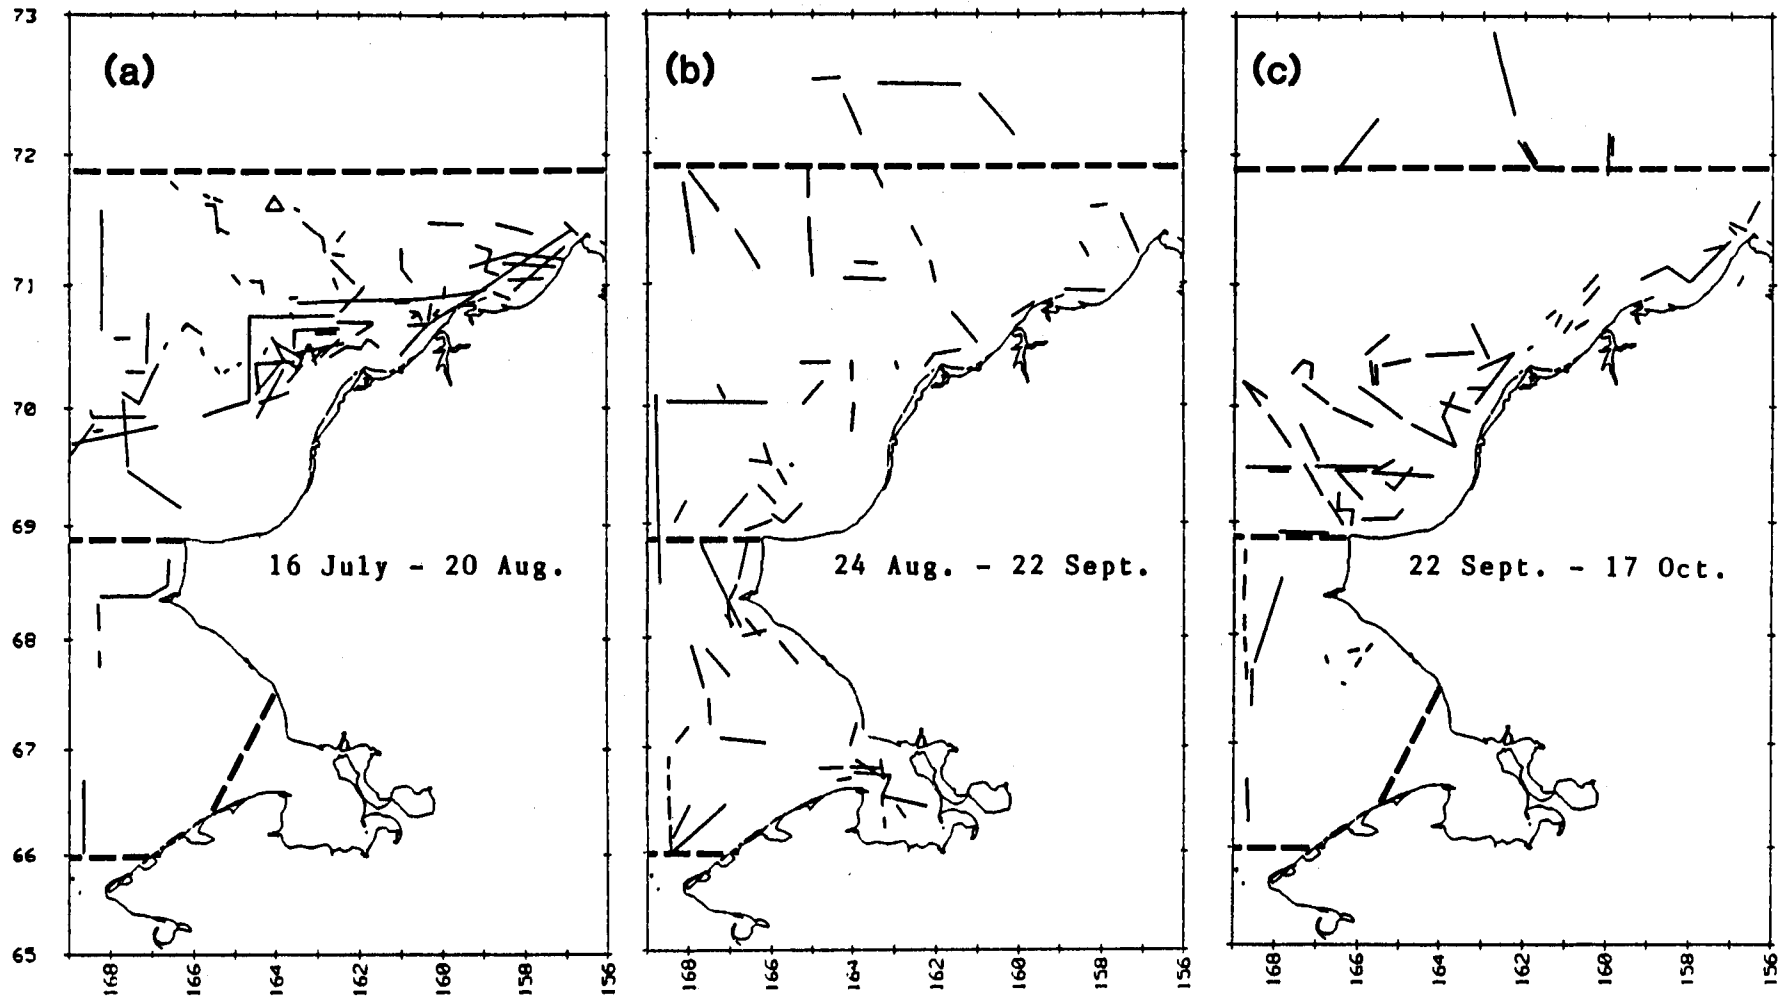 73
72
71
70
69
68
67
66
65
(a)
16 July - 20 Aug.
168 166 164 162 160 158 156
(b)
24 Aug. - 22 Sept.
168 166 164 162 160 158 156
(c)
22 Sept. - 17 Oct.
168 166 164 162 160 158 156